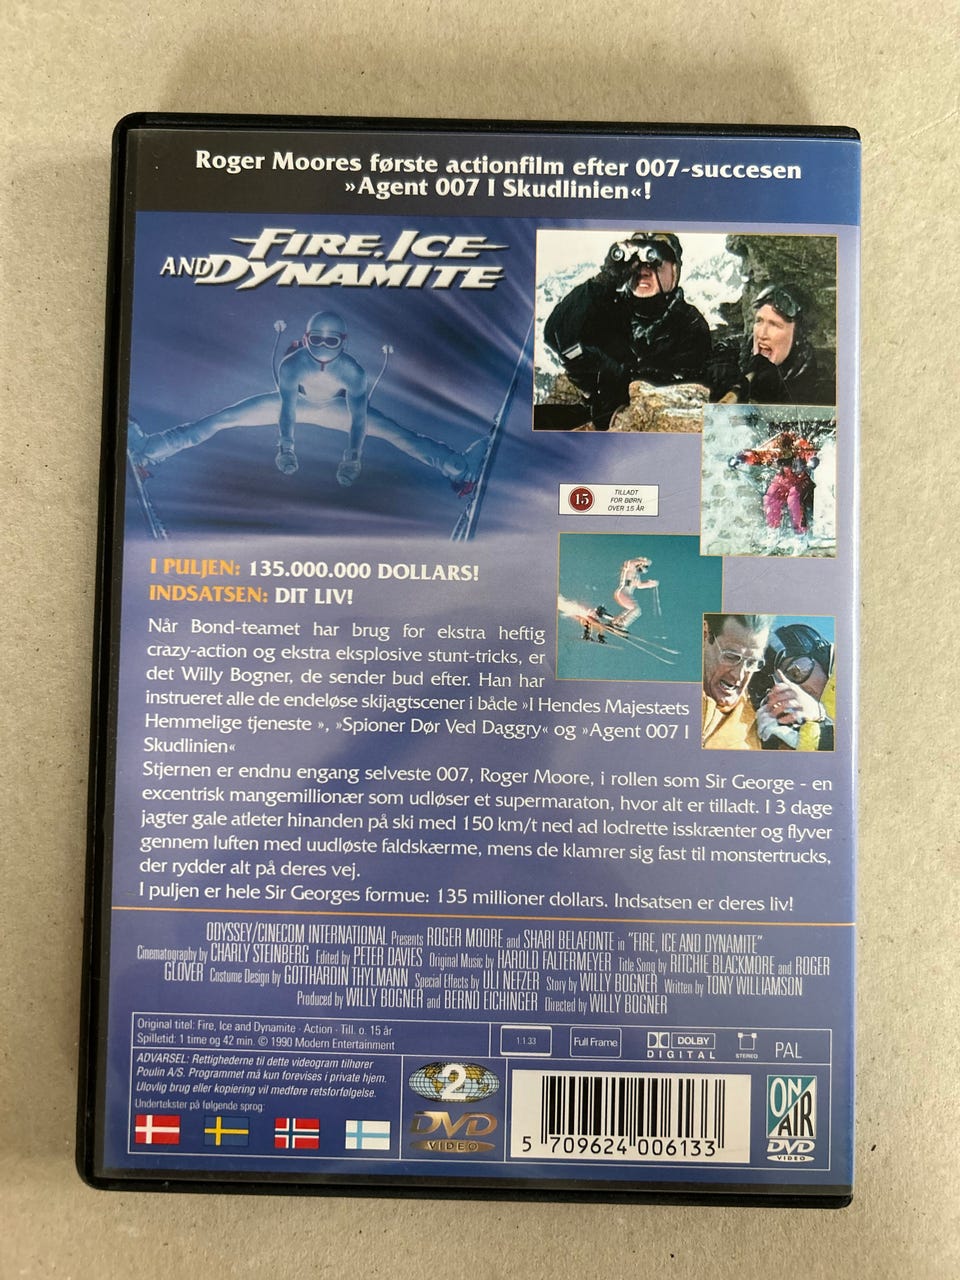 Roger Moores første actionfilm efter 007-succesen
»Agent 007 I Skudlinien«!
FIRE, ICE
AND DYNAMITE
15
TILLADT
FOR BØRN
OVER 15 ÅR
I PULJEN: 135.000.000 DOLLARS!
INDSATSEN: DIT LIV!
Når Bond-teamet har brug for ekstra heftig
crazy-action og ekstra eksplosive stunt-tricks, er
det Willy Bogner, de sender bud efter. Han har
instrueret alle de endeløse skijagtscener i både »I Hendes Majestæts
Hemmelige tjeneste », »Spioner Dør Ved Daggry« og »Agent 007 I
Skudlinien«
Stjernen er endnu engang selveste 007, Roger Moore, i rollen som Sir George - en
excentrisk mangemillionær som udløser et supermaraton, hvor alt er tilladt. I 3 dage
jagter gale atleter hinanden på ski med 150 km/t ned ad lodrette isskrænter og flyver
gennem luften med uudløste faldskærme, mens de klamrer sig fast til monstertrucks,
der rydder alt på deres vej.
I puljen er hele Sir Georges formue: 135 millioner dollars. Indsatsen er deres liv!
ODYSSEY/CINECOM INTERNATIONAL Presents ROGER MOORE and SHARI BELAFONTE in "FIRE, ICE AND DYNAMITE"
Cinematography by CHARLY STEINBERG Edited by PETER DAVIES Original Music by HAROLD FALTERMEYER Title Song by RITCHIE BLACKMORE and ROGER
GLOVER Costume Design by GOTTHARDIN THYLMANN Special Effects by ULI NEFZER Story by WILLY BOGNER Written by TONY WILLIAMSON
Produced by WILLY BOGNER and BERND EICHINGER Directed by WILLY BOGNER
Original titel: Fire, Ice and Dynamite · Action · Till. o. 15 år
Spilletid: 1 time og 42 min. © 1990 Modern Entertainment
1.1.33
Full Frame
DOLBY
DIGITAL
STEREO
PAL
ADVARSEL: Rettighederne til dette videogram tilhører
Poulin A/S. Programmet må kun forevises i private hjem.
Ulovlig brug eller kopiering vil medføre retsforfølgelse.
Undertekster på følgende sprog:
2
DVD
VIDEO
5 709624 006133
ON
AIR
DVD
VIDEO